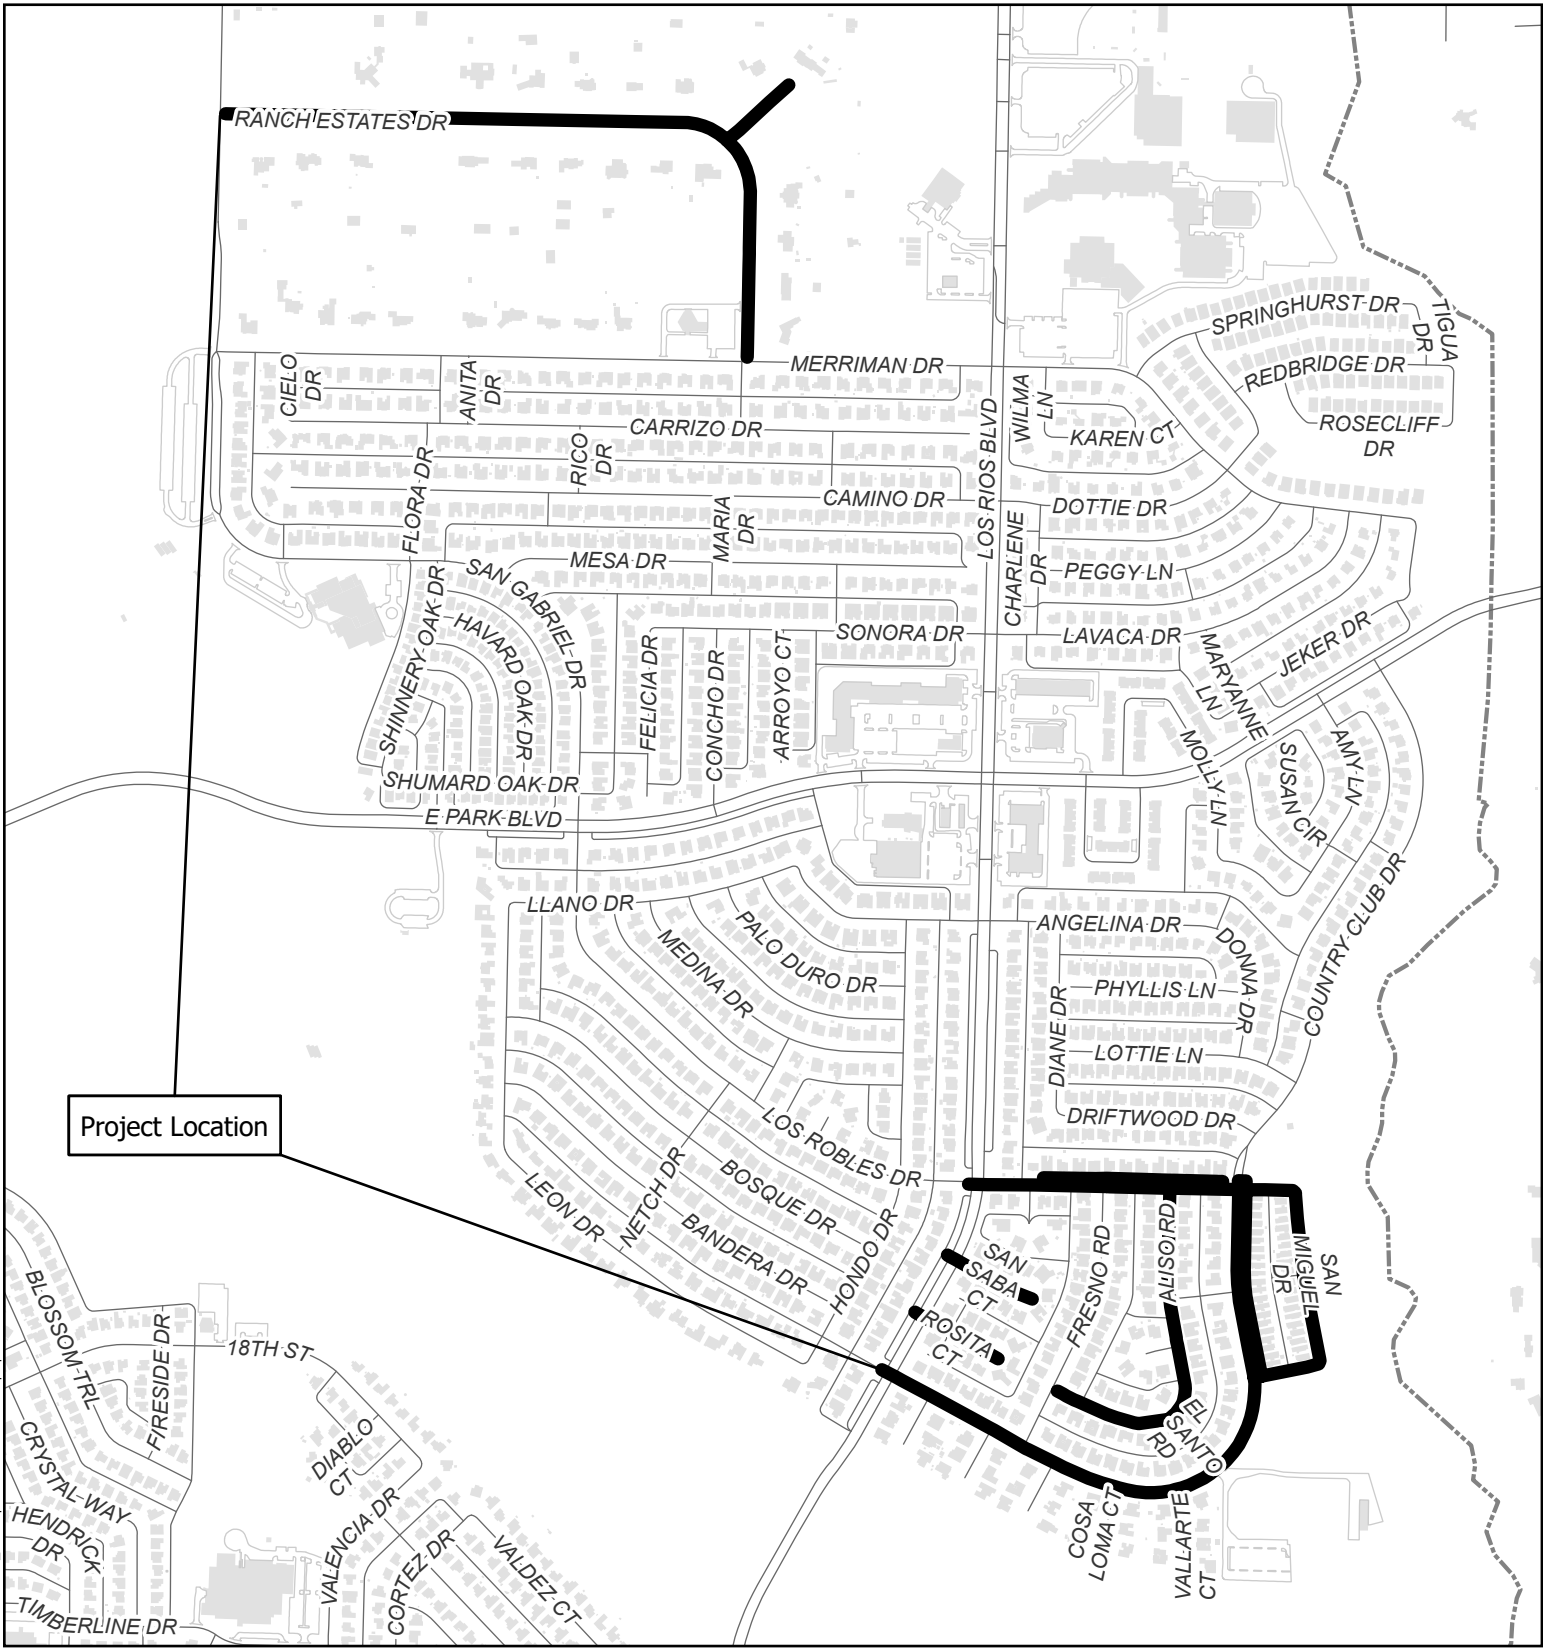 RANCH ESTATES DR
SPRINGHURST DR
TIGUA
DR
MERRIMAN DR
REDBRIDGE DR
CIELO
DR
ANITA
DR
WILMA
LN
ROSECLIFF
DR
CARRIZO DR
KAREN CT
RICO
DR
FLORA DR
CAMINO DR
LOS RIOS BLVD
DOTTIE DR
MARIA
DR
CHARLENE
DR
MESA DR
PEGGY LN
SAN GABRIEL DR
SHINNERY OAK DR
HAVARD OAK DR
SONORA DR
LAVACA DR
JEKER DR
MARYANNE
LN
FELICIA DR
CONCHO DR
ARROYO CT
MOLLY LN
SUSAN CIR
AMY LN
SHUMARD OAK DR
E PARK BLVD
COUNTRY CLUB DR
LLANO DR
ANGELINA DR
PALO DURO DR
MEDINA DR
DONNA DR
PHYLLIS LN
DIANE DR
LOTTIE LN
Project Location
DRIFTWOOD DR
LOS ROBLES DR
NETCH DR
BOSQUE DR
LEON DR
BANDERA DR
HONDO DR
SAN
SABA
CT
FRESNO RD
ALISO RD
SAN
MIGUEL
DR
ROSITA
CT
BLOSSOM TRL
FIRESIDE DR
18TH ST
EL
SANTO
RD
DIABLO
CT
CRYSTAL WAY
VALENCIA DR
COSA
LOMA CT
VALLARTE
CT
HENDRICK
DR
CORTEZ DR
VALDEZ CT
TIMBERLINE DR